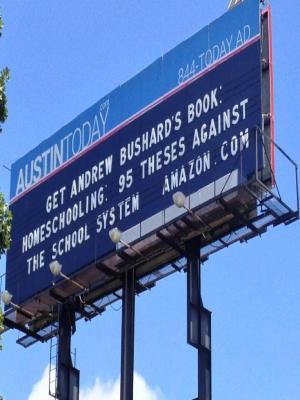 AUSTINTODAY.com
844-TODAY AD
GET ANDREW BUSHARD'S BOOK:
HOMESCHOOLING: 95 THESES AGAINST
THE SCHOOL SYSTEM AMAZON.COM